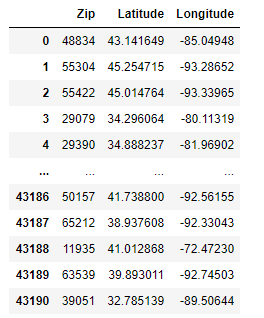 Zip Latitude Longitude
0 48834 43.141649 -85.04948
1 55304 45.254715 -93.28652
2 55422 45.014764 -93.33965
3 29079 34.296064 -80.11319
4 29390 34.888237 -81.96902
... ... ... ...
43186 50157 41.738800 -92.56155
43187 65212 38.937608 -92.33043
43188 11935 41.012868 -72.47230
43189 63539 39.893011 -92.74503
43190 39051 32.785139 -89.50644